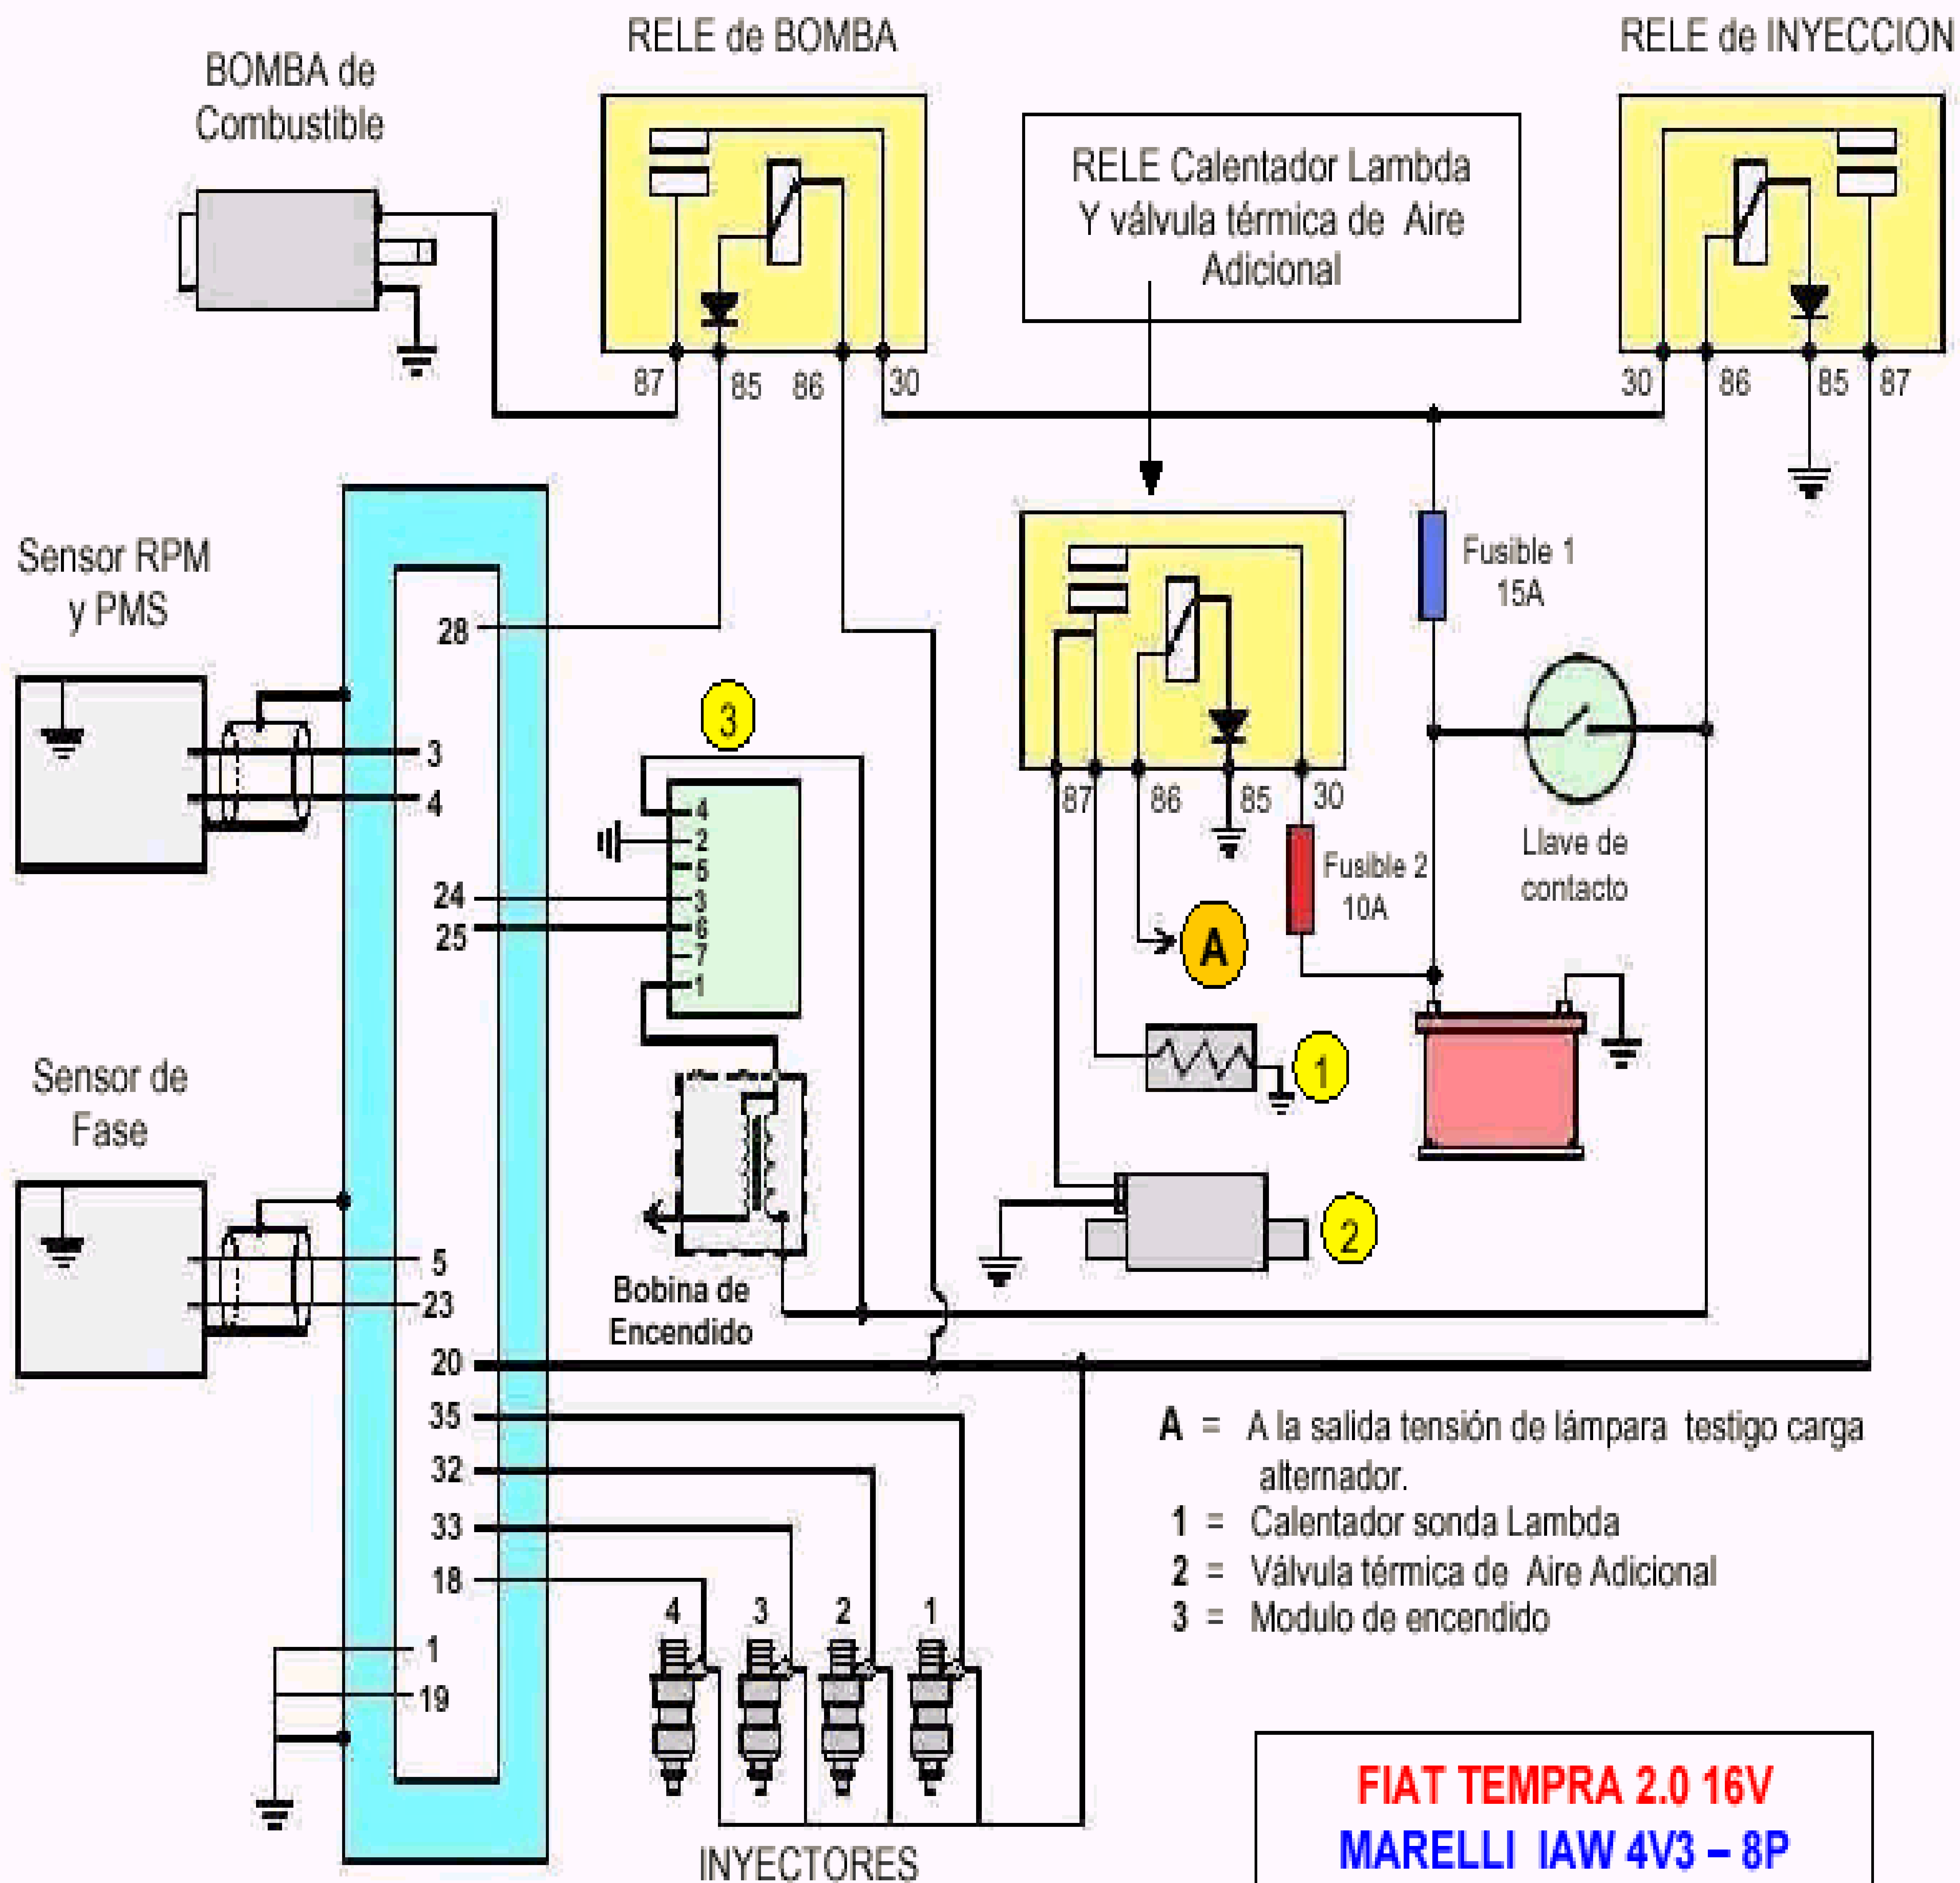 RELE de BOMBA
RELE de INYECCION
BOMBA de
Combustible
RELE Calentador Lambda
Y válvula térmica de Aire
Adicional
87 85 86 30
30 86 85 87
Sensor RPM
y PMS
28
3
4
3
Fusible 1
15A
87 86 85 30
4
2
5
3
6
7
1
24
25
Fusible 2
10A
Llave de
contacto
A
1
2
Sensor de
Fase
5
23
Bobina de
Encendido
20
35
32
33
18
1
19
4 3 2 1
INYECTORES
A = A la salida tensión de lámpara testigo carga
alternador.
1 = Calentador sonda Lambda
2 = Válvula térmica de Aire Adicional
3 = Modulo de encendido
FIAT TEMPRA 2.0 16V
MARELLI IAW 4V3 – 8P